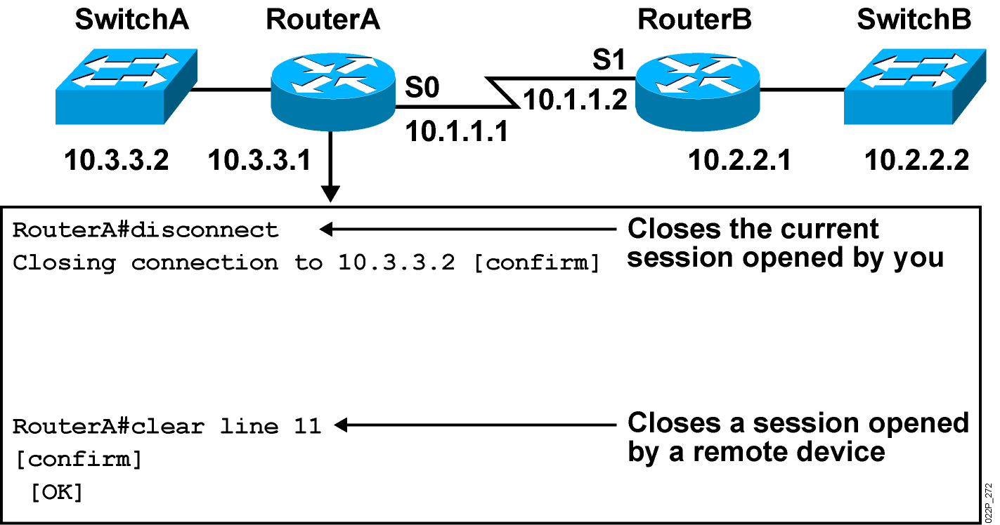 SwitchA RouterA RouterB SwitchB
S1
S0
10.1.1.2
10.1.1.1
10.3.3.2 10.3.3.1 10.2.2.1 10.2.2.2
RouterA#disconnect
Closing connection to 10.3.3.2 [confirm]
Closes the current
session opened by you
RouterA#clear line 11
[confirm]
[OK]
Closes a session opened
by a remote device
022P_272